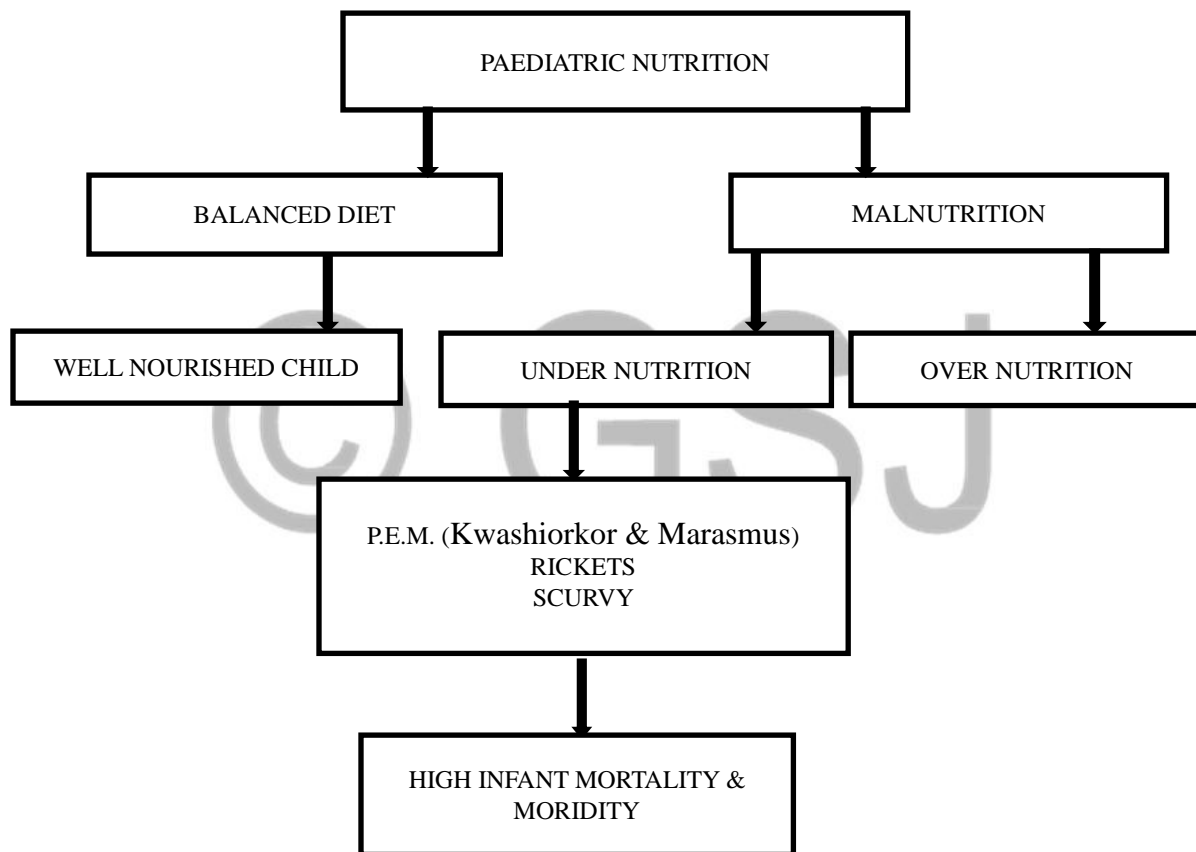 PAEDIATRIC NUTRITION
BALANCED DIET
MALNUTRITION
WELL NOURISHED CHILD
UNDER NUTRITION
OVER NUTRITION
© GSJ
P.E.M. (Kwashiorkor & Marasmus)
RICKETS
SCURVY
HIGH INFANT MORTALITY &
MORIDITY